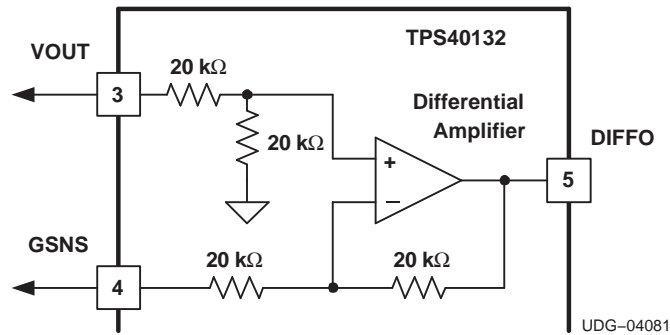 TPS40132
VOUT
3
20 kΩ
20 kΩ
Differential
Amplifier
+
−
DIFFO
5
GSNS
4
20 kΩ
20 kΩ
UDG−04081